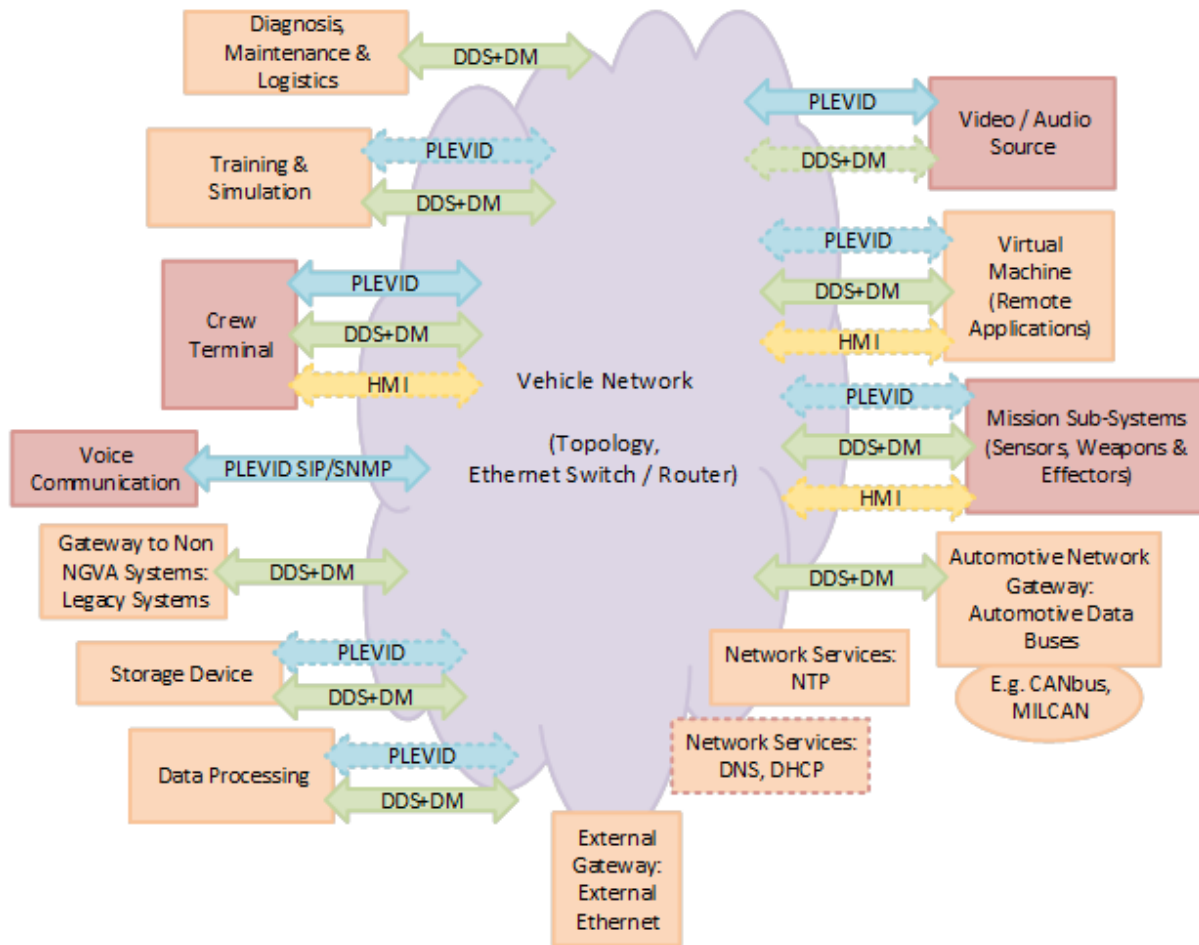 Diagnosis,
Maintenance &
Logistics
DDS+DM
PLEVID
Video / Audio
Source
DDS+DM
Training &
Simulation
PLEVID
DDS+DM
PLEVID
DDS+DM
HMI
Virtual
Machine
(Remote
Applications)
Crew
Terminal
PLEVID
DDS+DM
HMI
Vehicle Network
(Topology,
Ethernet Switch / Router)
PLEVID
DDS+DM
HMI
Mission Sub-Systems
(Sensors, Weapons &
Effectors)
Voice
Communication
PLEVID SIP/SNMP
Gateway to Non
NGVA Systems:
Legacy Systems
DDS+DM
DDS+DM
Automotive Network
Gateway:
Automotive Data
Buses
E.g. CANbus,
MILCAN
Storage Device
PLEVID
DDS+DM
Network Services:
NTP
Network Services:
DNS, DHCP
Data Processing
PLEVID
DDS+DM
External
Gateway:
External
Ethernet